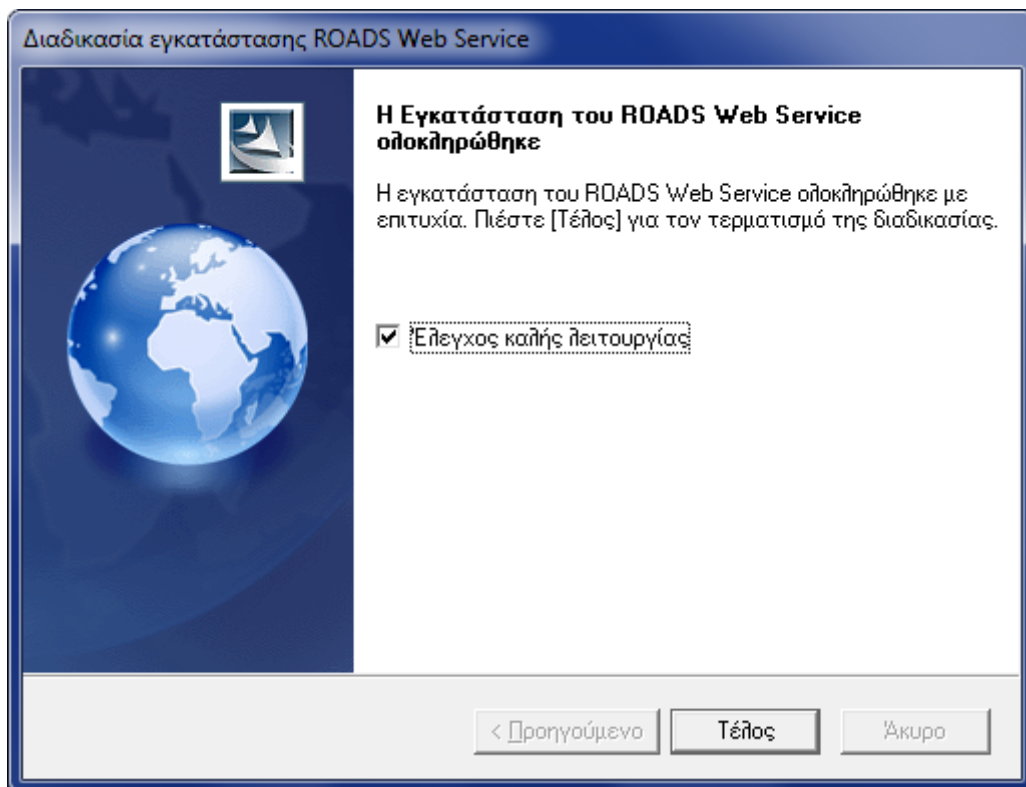 Διαδικασία εγκατάστασης ROADS Web Service
Η Εγκατάσταση του ROADS Web Service
ολοκληρώθηκε
Η εγκατάσταση του ROADS Web Service ολοκληρώθηκε με
επιτυχία. Πιέστε [Τέλος] για τον τερματισμό της διαδικασίας.
Έλεγχος καλής λειτουργίας
< Προηγούμενο
Τέλος
Άκυρο